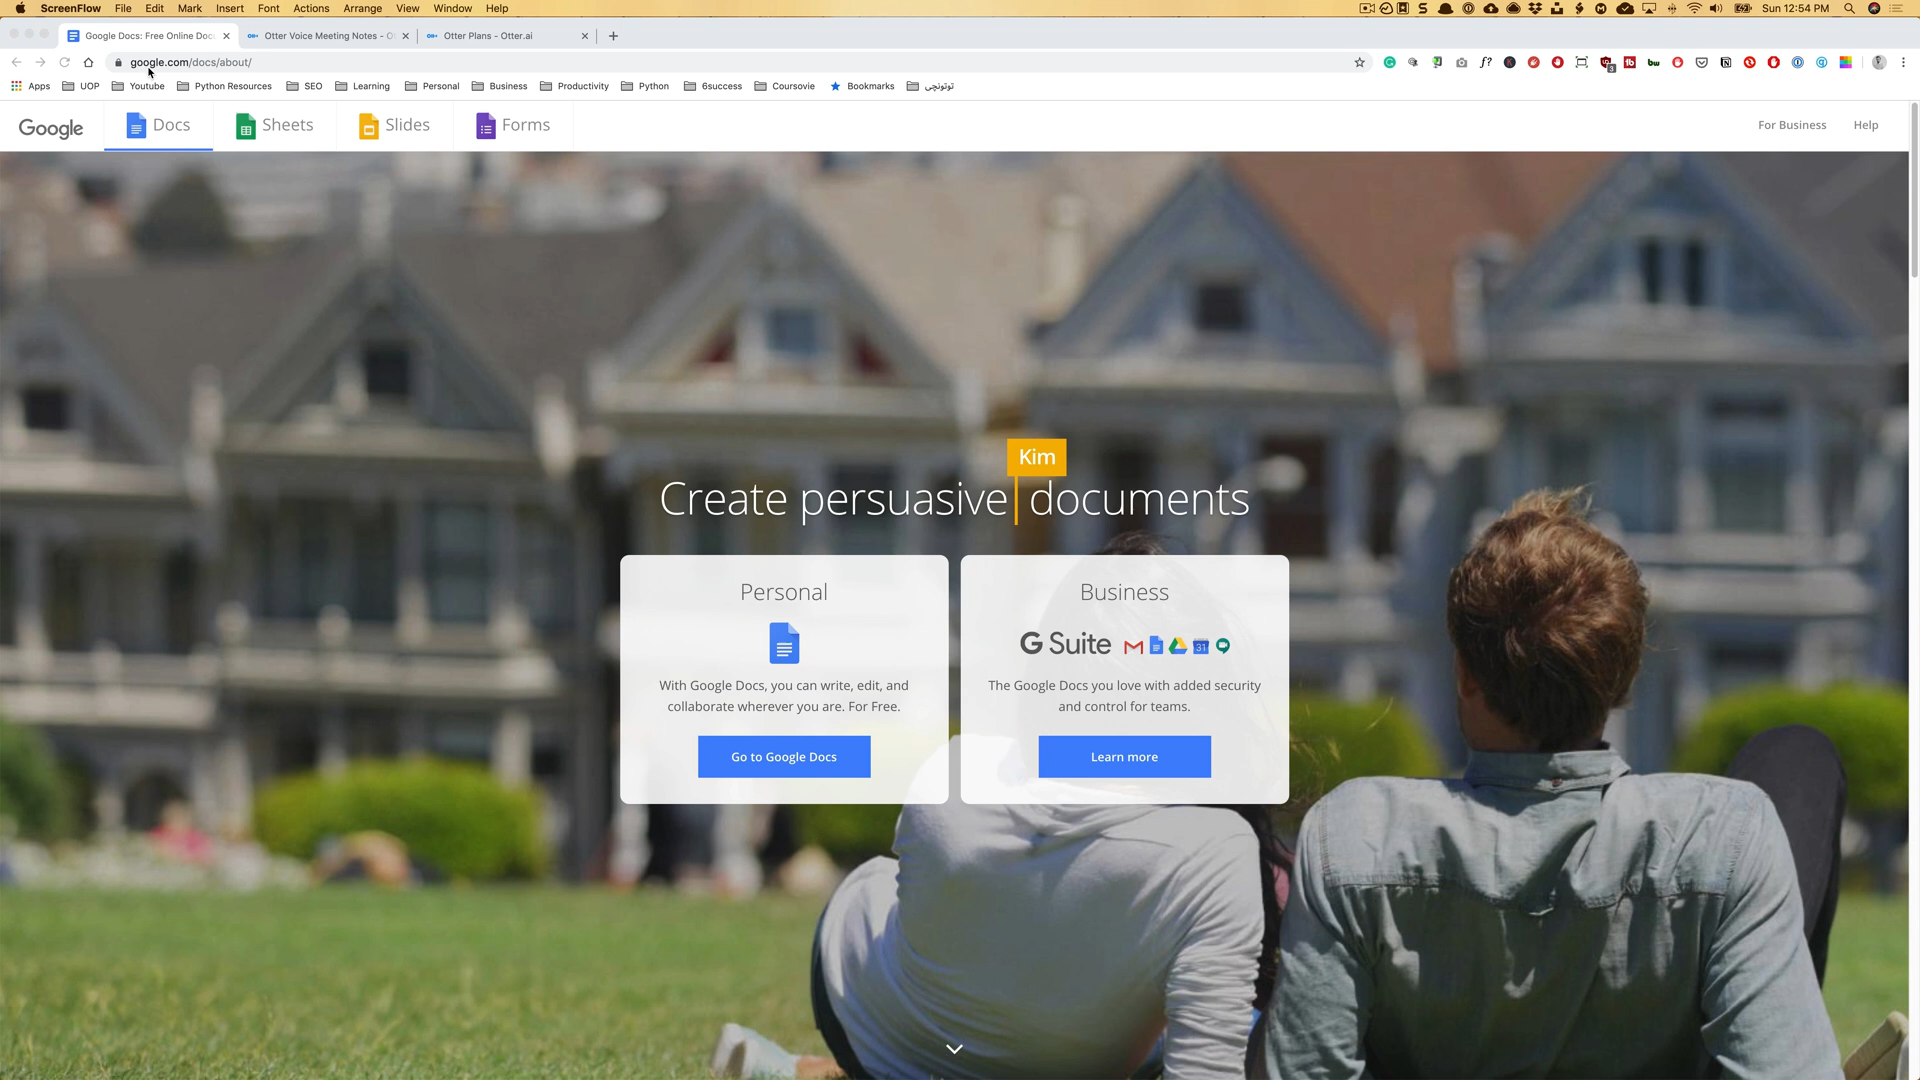 ScreenFlow File Edit Mark Insert Font Actions Arrange View Window Help Sun 12:54 PM
Google Docs: Free Online Doc Otter Voice Meeting Notes - O Otter Plans - Otter.ai
google.com/docs/about/
Apps UOP Youtube Python Resources SEO Learning Personal Business Productivity Python 6success Coursovie Bookmarks توتونچی
Google Docs Sheets Slides Forms For Business Help
Kim
Create persuasive documents
Personal
With Google Docs, you can write, edit, and
collaborate wherever you are. For Free.
Go to Google Docs
Business
G Suite
31
The Google Docs you love with added security
and control for teams.
Learn more